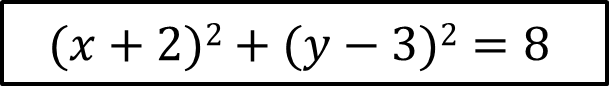 (x + 2)² + (y − 3)² = 8